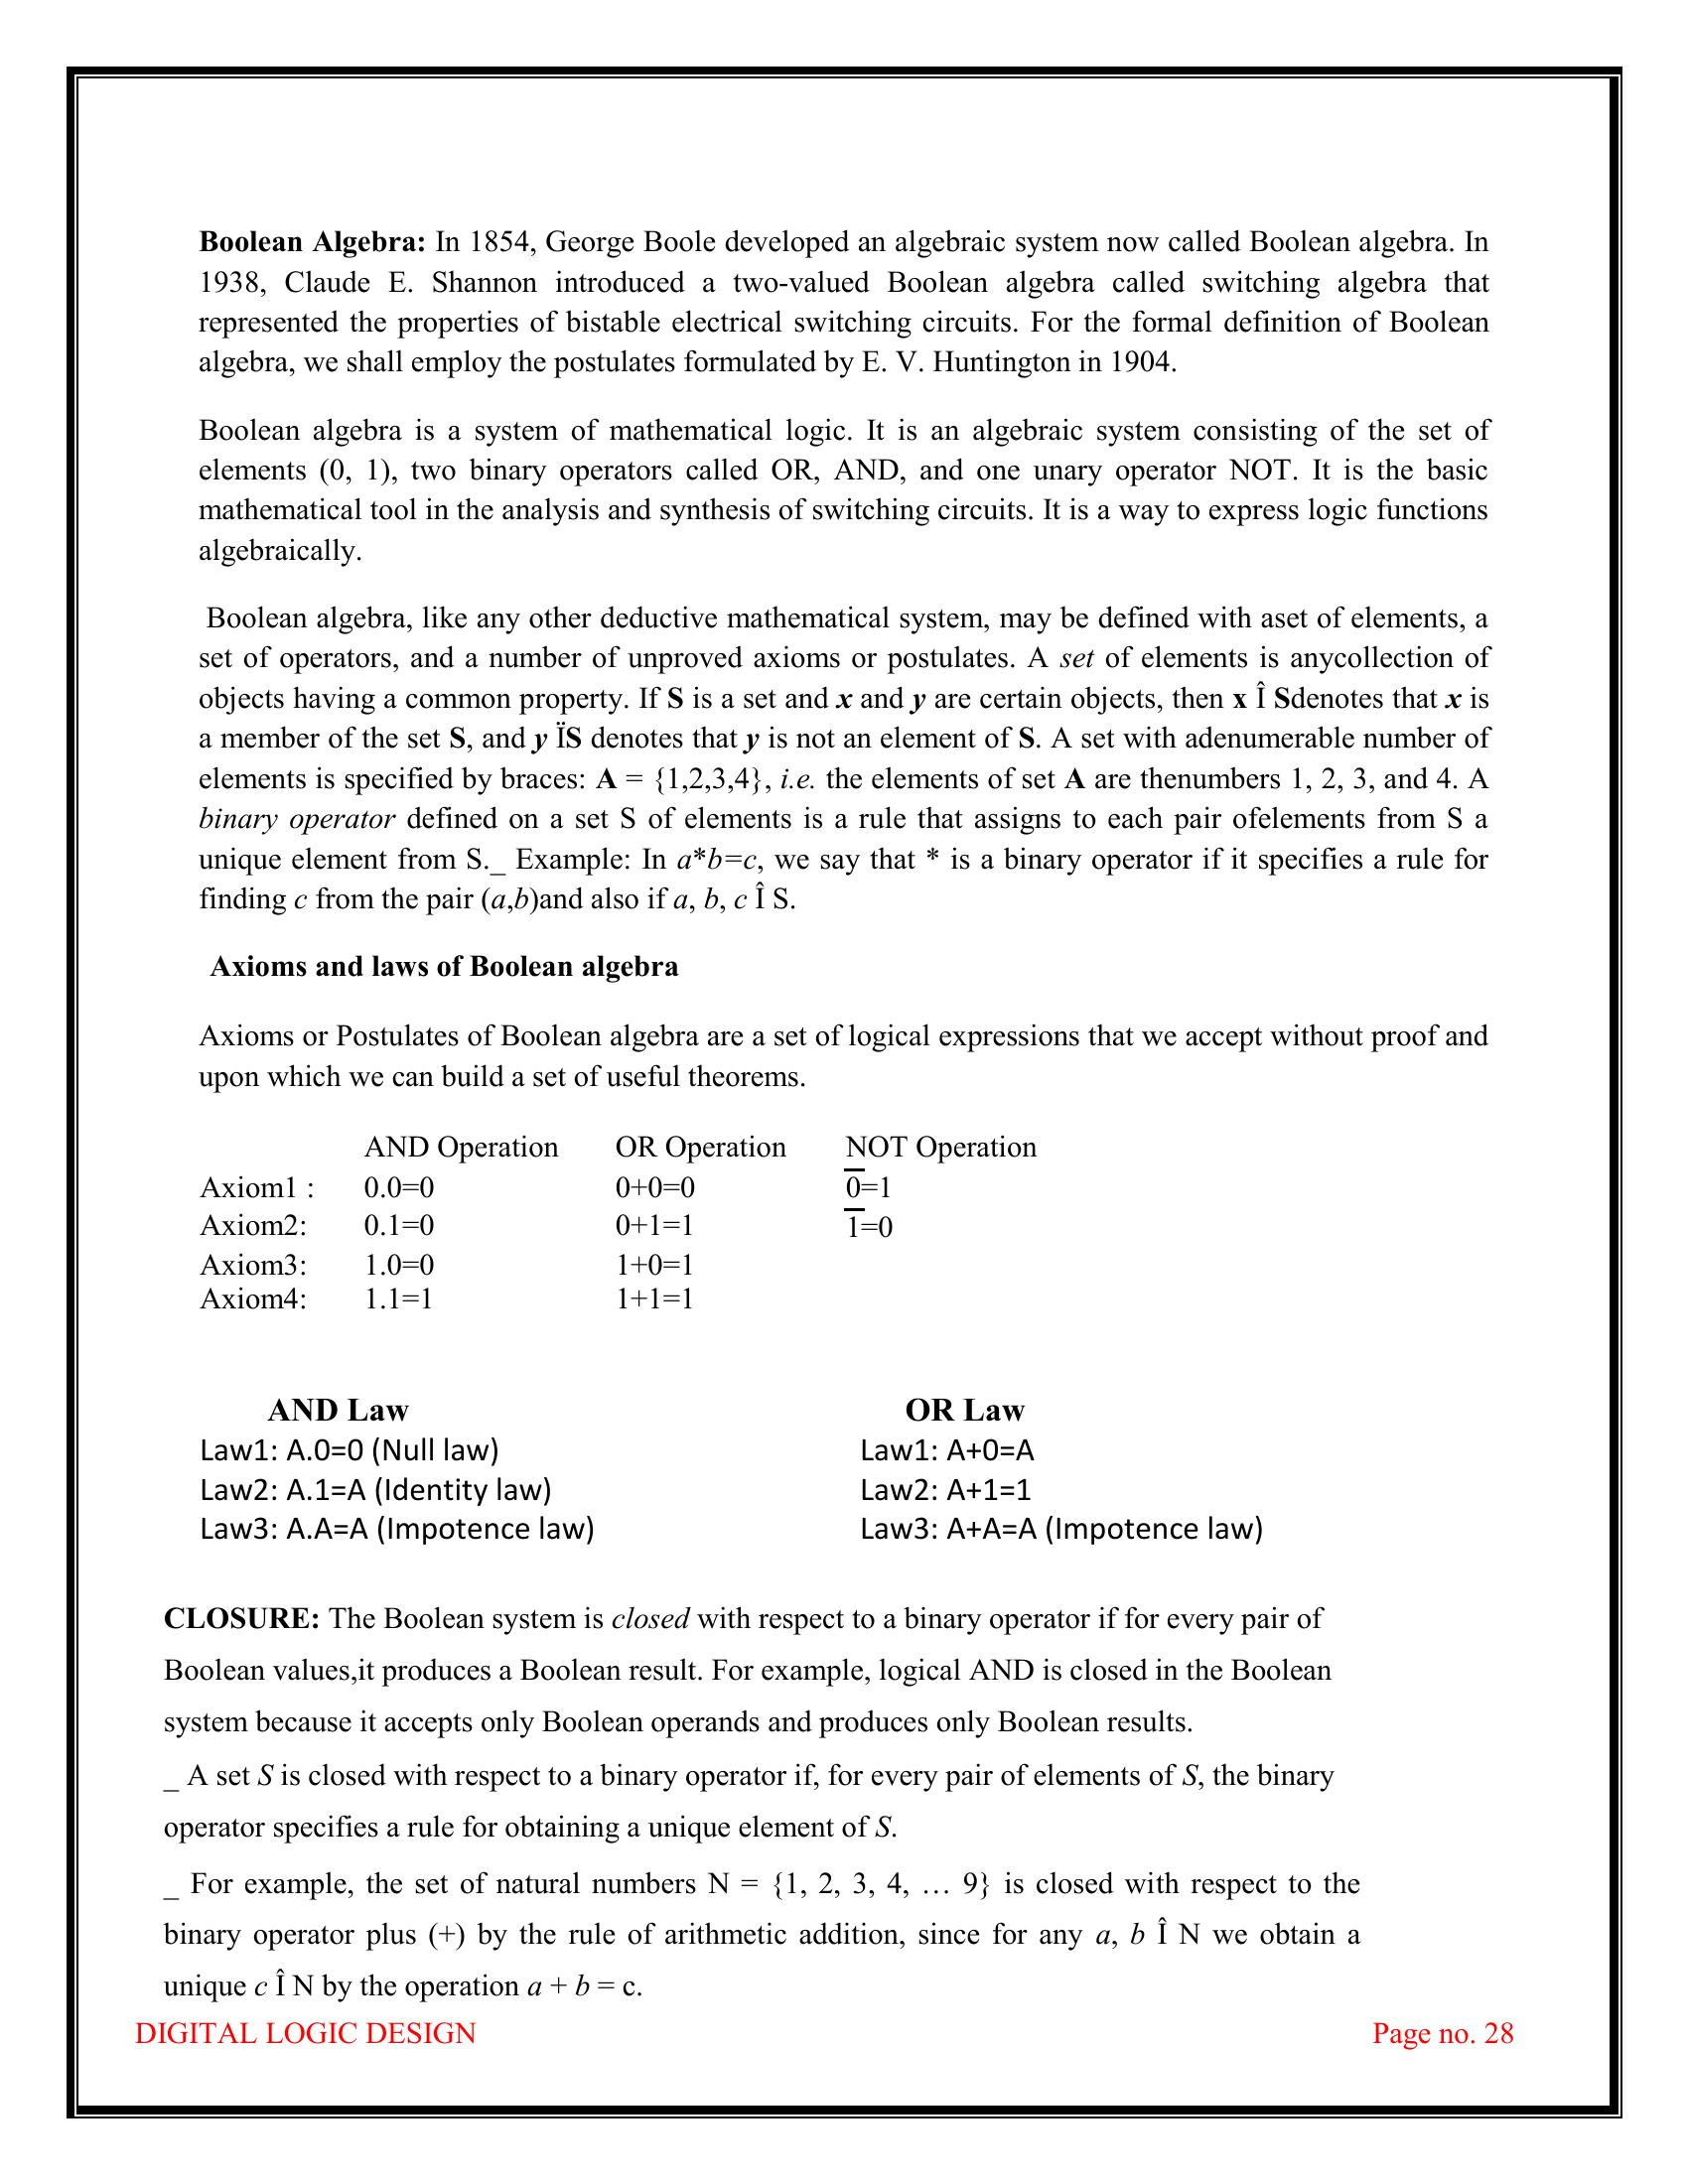 Boolean Algebra: In 1854, George Boole developed an algebraic system now called Boolean algebra. In
1938, Claude E. Shannon introduced a two-valued Boolean algebra called switching algebra that
represented the properties of bistable electrical switching circuits. For the formal definition of Boolean
algebra, we shall employ the postulates formulated by E. V. Huntington in 1904.
Boolean algebra is a system of mathematical logic. It is an algebraic system consisting of the set of
elements (0, 1), two binary operators called OR, AND, and one unary operator NOT. It is the basic
mathematical tool in the analysis and synthesis of switching circuits. It is a way to express logic functions
algebraically.
Boolean algebra, like any other deductive mathematical system, may be defined with aset of elements, a
set of operators, and a number of unproved axioms or postulates. A set of elements is anycollection of
objects having a common property. If S is a set and x and y are certain objects, then x Î Sdenotes that x is
a member of the set S, and y ÏS denotes that y is not an element of S. A set with adenumerable number of
elements is specified by braces: A = {1,2,3,4}, i.e. the elements of set A are thenumbers 1, 2, 3, and 4. A
binary operator defined on a set S of elements is a rule that assigns to each pair ofelements from S a
unique element from S._ Example: In a*b=c, we say that * is a binary operator if it specifies a rule for
finding c from the pair (a,b)and also if a, b, c Î S.
Axioms and laws of Boolean algebra
Axioms or Postulates of Boolean algebra are a set of logical expressions that we accept without proof and
upon which we can build a set of useful theorems.
AND Operation OR Operation NOT Operation
Axiom1 : 0.0=0 0+0=0 0̅=1
Axiom2: 0.1=0 0+1=1 1̅=0
Axiom3: 1.0=0 1+0=1
Axiom4: 1.1=1 1+1=1
AND Law OR Law
Law1: A.0=0 (Null law) Law1: A+0=A
Law2: A.1=A (Identity law) Law2: A+1=1
Law3: A.A=A (Impotence law) Law3: A+A=A (Impotence law)
CLOSURE: The Boolean system is closed with respect to a binary operator if for every pair of
Boolean values,it produces a Boolean result. For example, logical AND is closed in the Boolean
system because it accepts only Boolean operands and produces only Boolean results.
_ A set S is closed with respect to a binary operator if, for every pair of elements of S, the binary
operator specifies a rule for obtaining a unique element of S.
_ For example, the set of natural numbers N = {1, 2, 3, 4, … 9} is closed with respect to the
binary operator plus (+) by the rule of arithmetic addition, since for any a, b Î N we obtain a
unique c Î N by the operation a + b = c.
DIGITAL LOGIC DESIGN Page no. 28